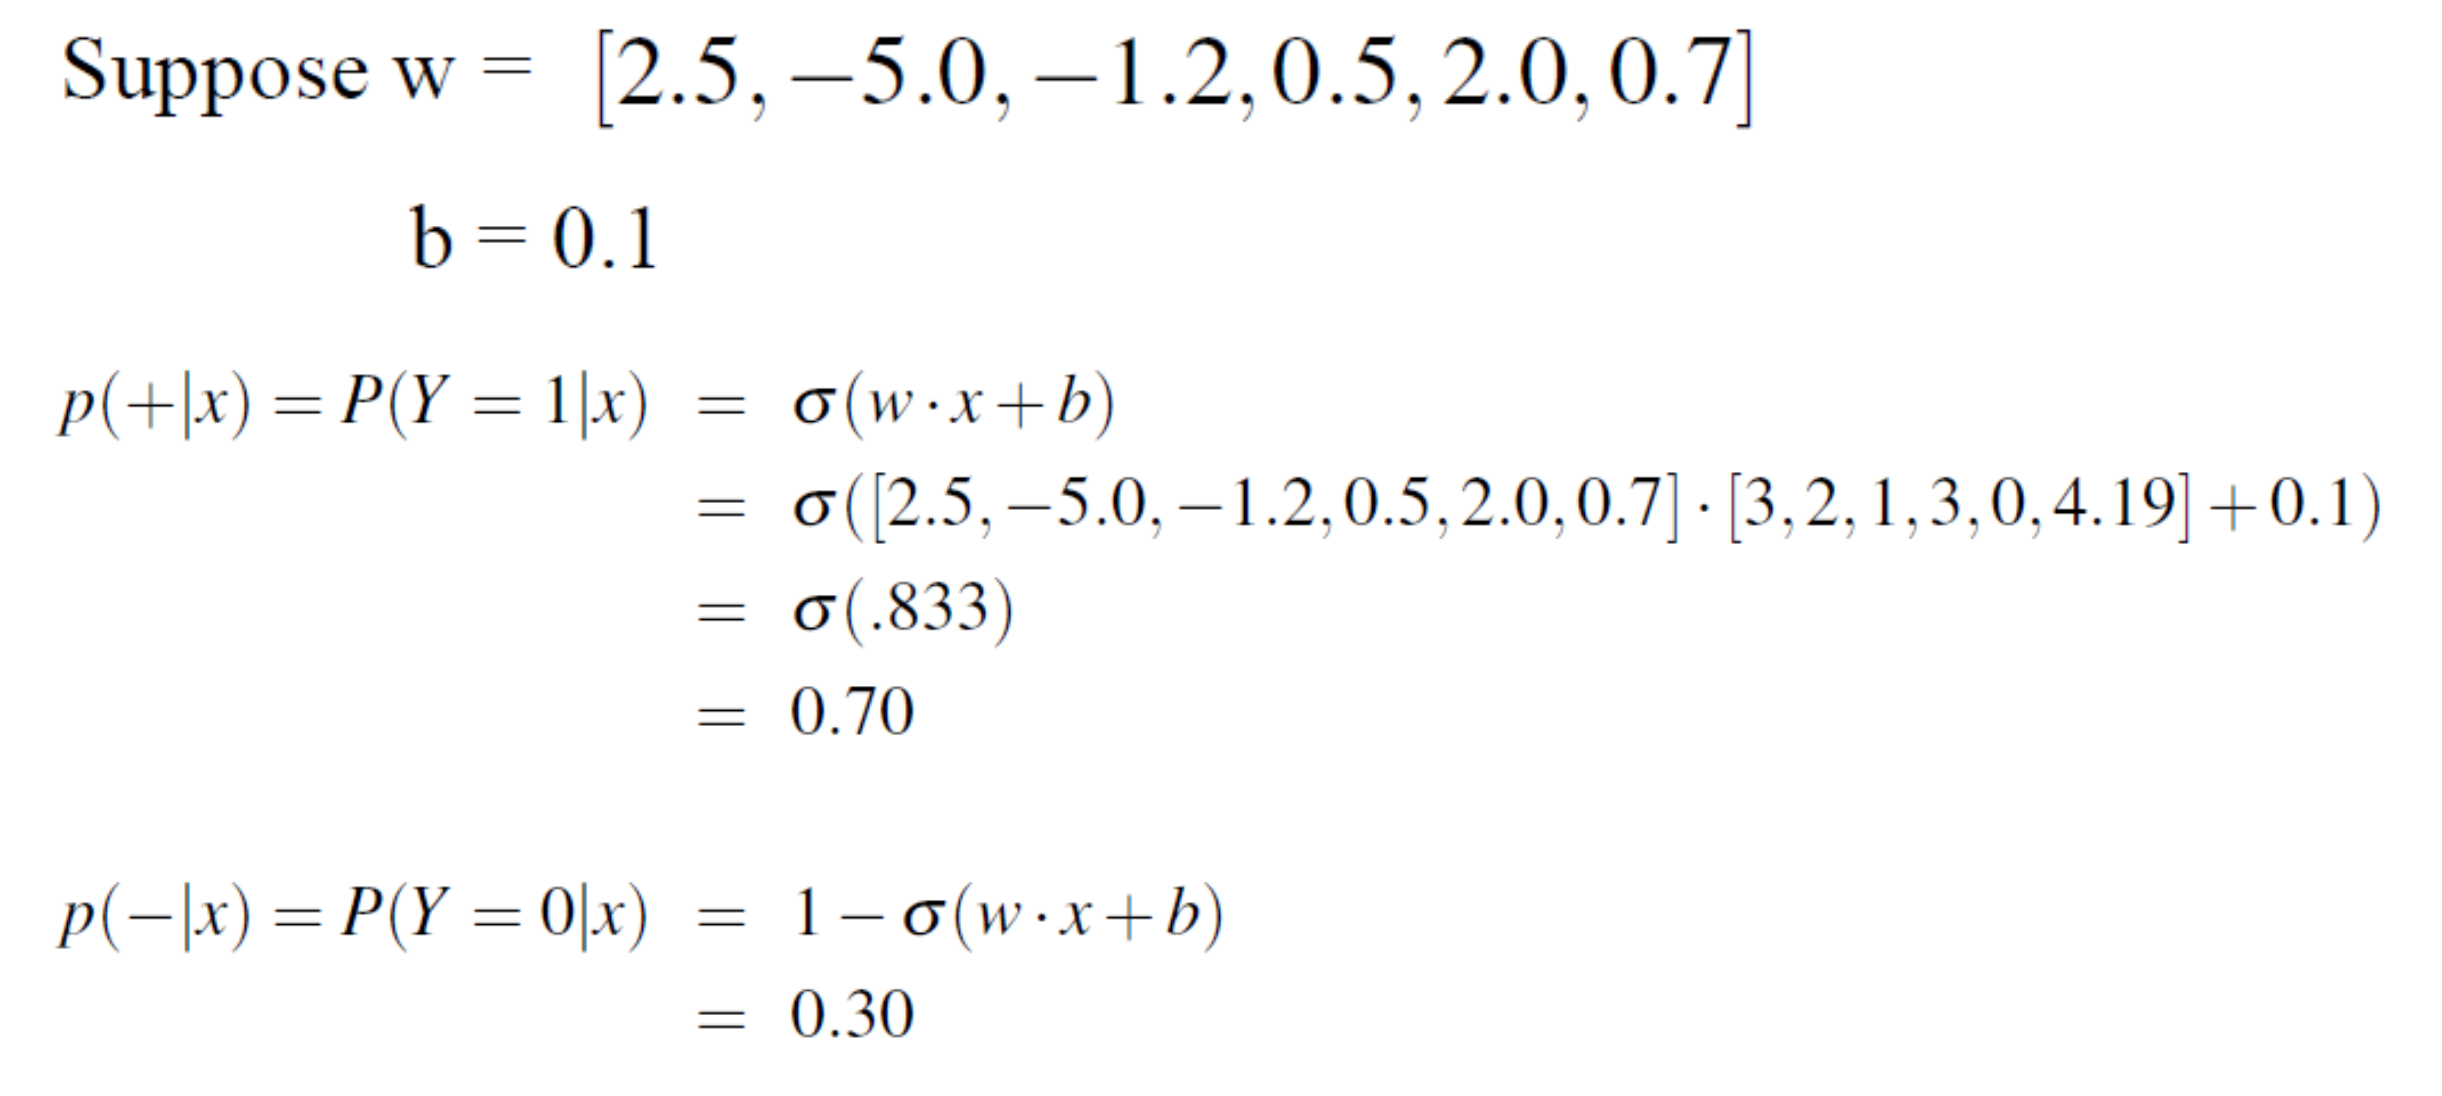 Suppose w = [2.5, −5.0, −1.2, 0.5, 2.0, 0.7]
b = 0.1
p(+|x) = P(Y = 1|x) = σ(w · x + b)
= σ([2.5, −5.0, −1.2, 0.5, 2.0, 0.7] · [3, 2, 1, 3, 0, 4.19] + 0.1)
= σ(.833)
= 0.70
p(−|x) = P(Y = 0|x) = 1 − σ(w · x + b)
= 0.30